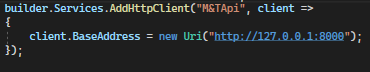 builder.Services.AddHttpClient("M&TApi", client =>
{
    client.BaseAddress = new Uri("http://127.0.0.1:8000");
});